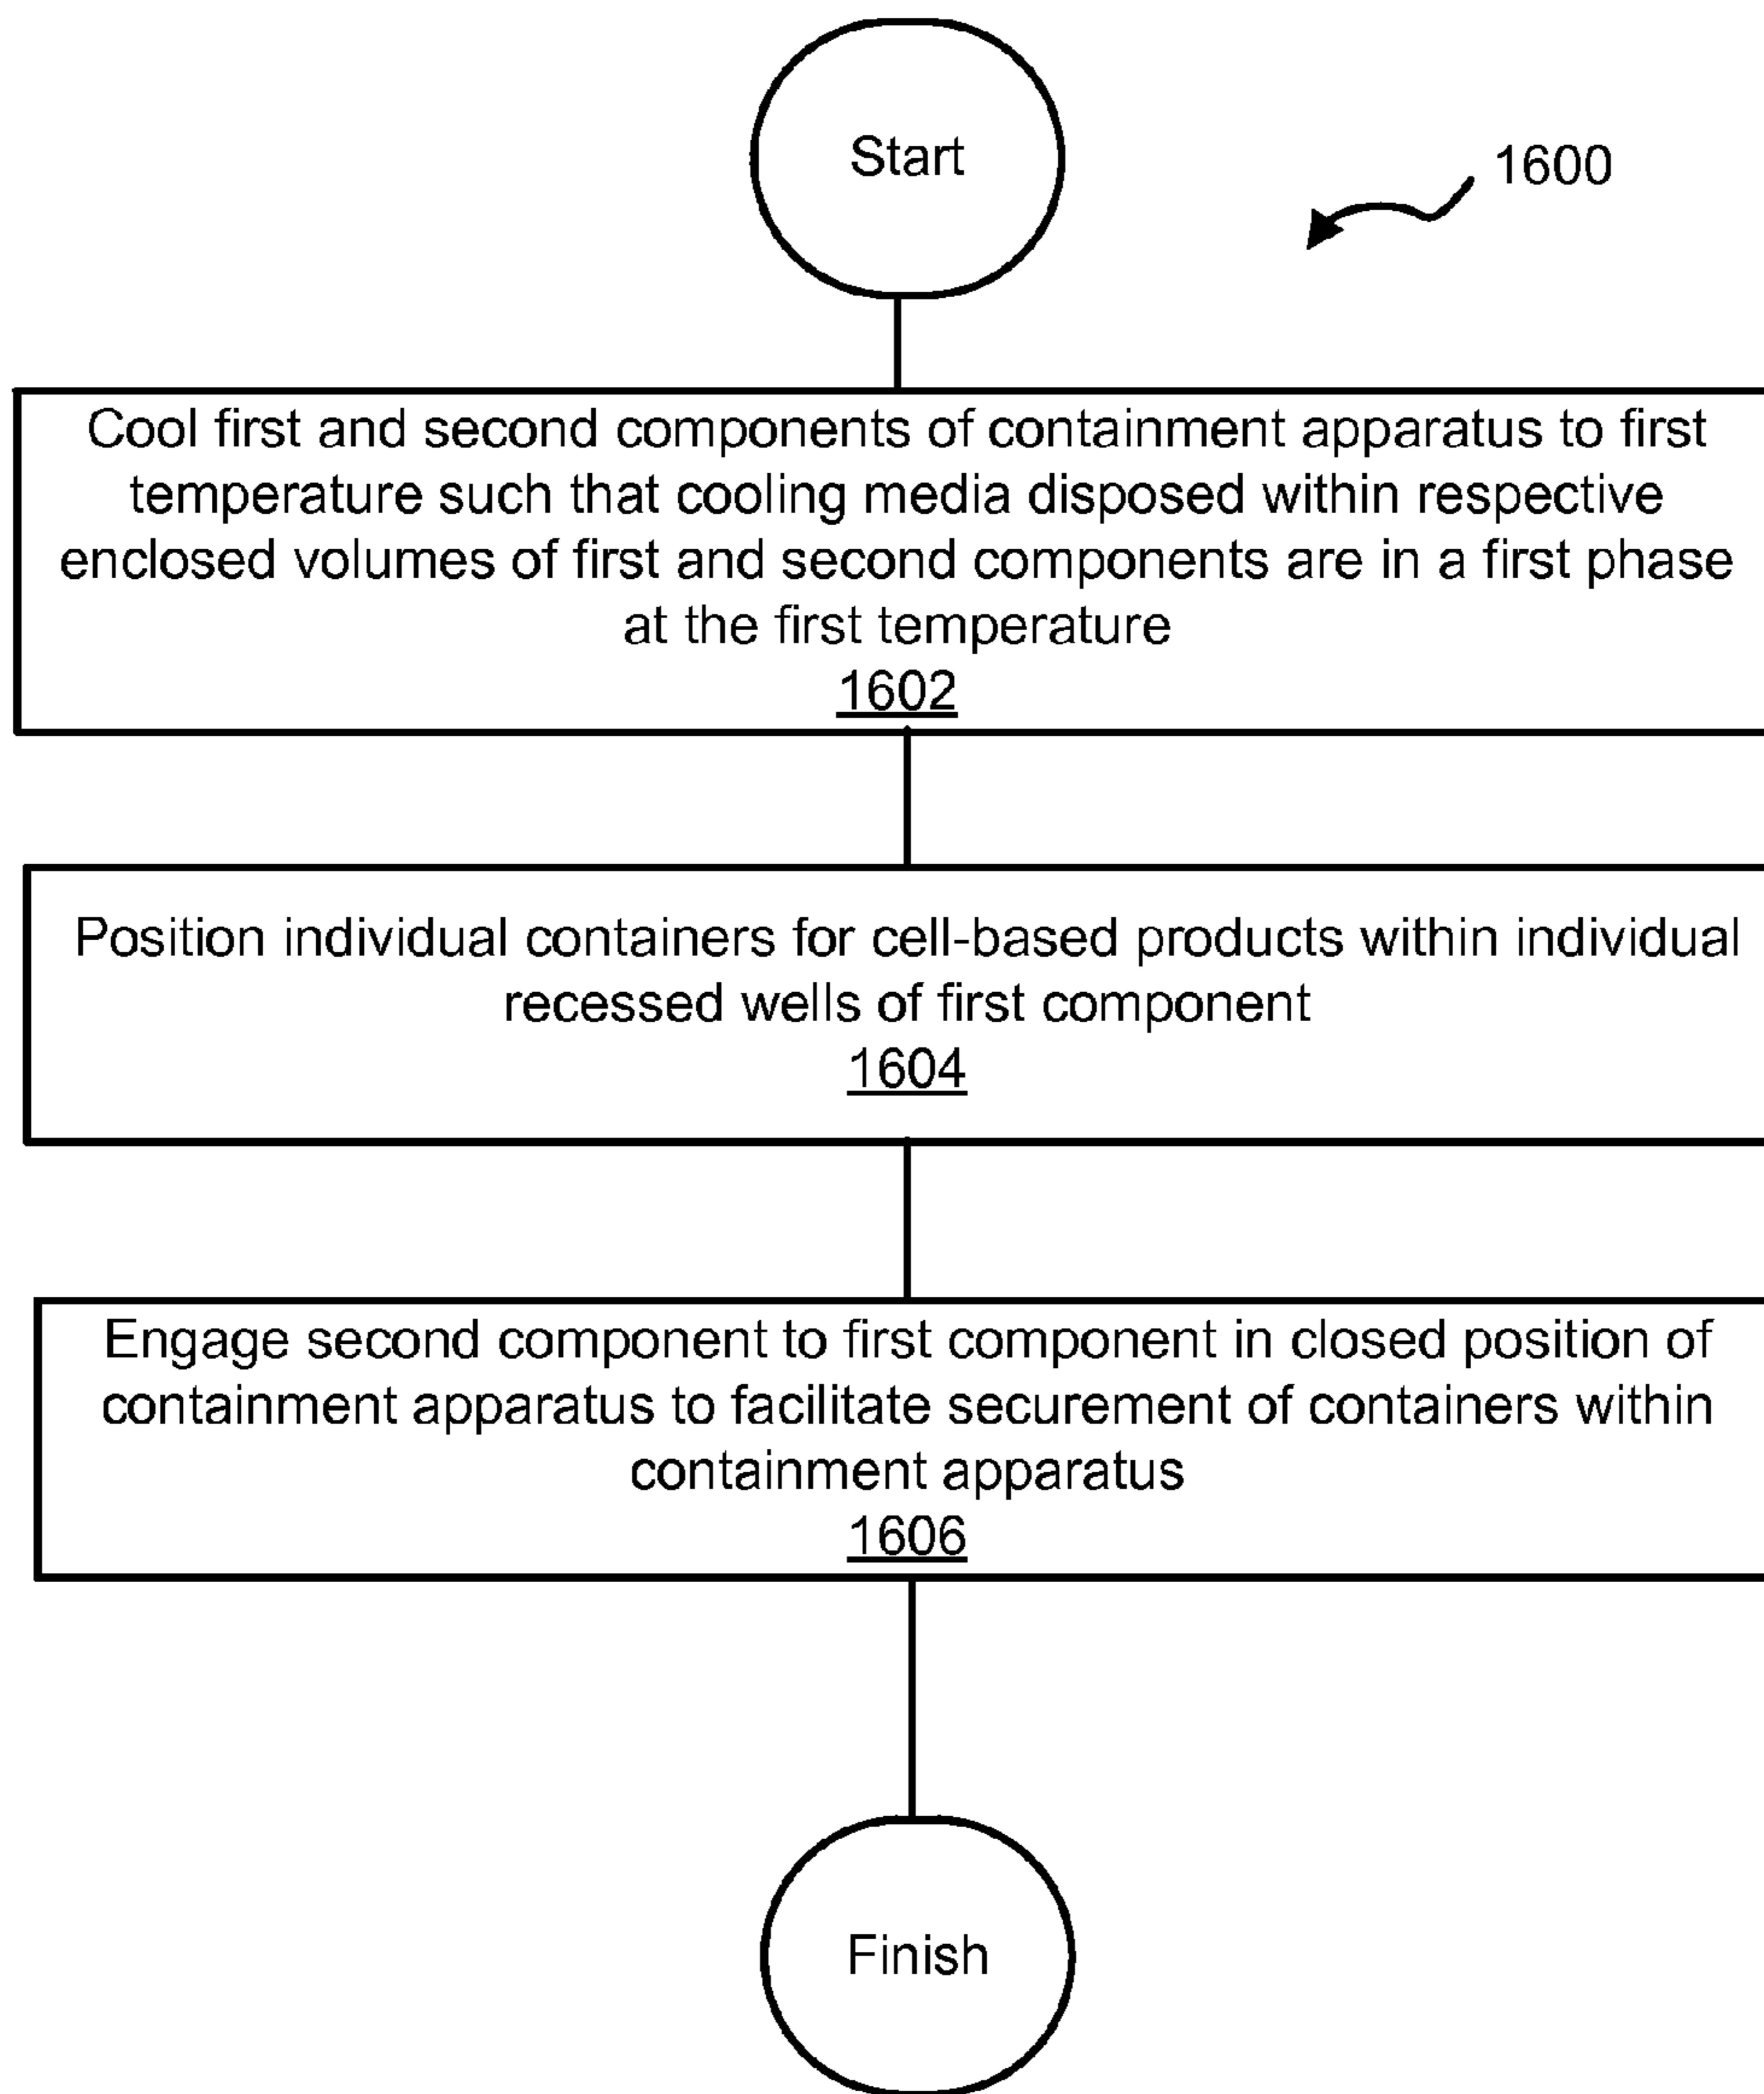 Start
1600
Cool first and second components of containment apparatus to first
temperature such that cooling media disposed within respective
enclosed volumes of first and second components are in a first phase
at the first temperature
1602
Position individual containers for cell-based products within individual
recessed wells of first component
1604
Engage second component to first component in closed position of
containment apparatus to facilitate securement of containers within
containment apparatus
1606
Finish